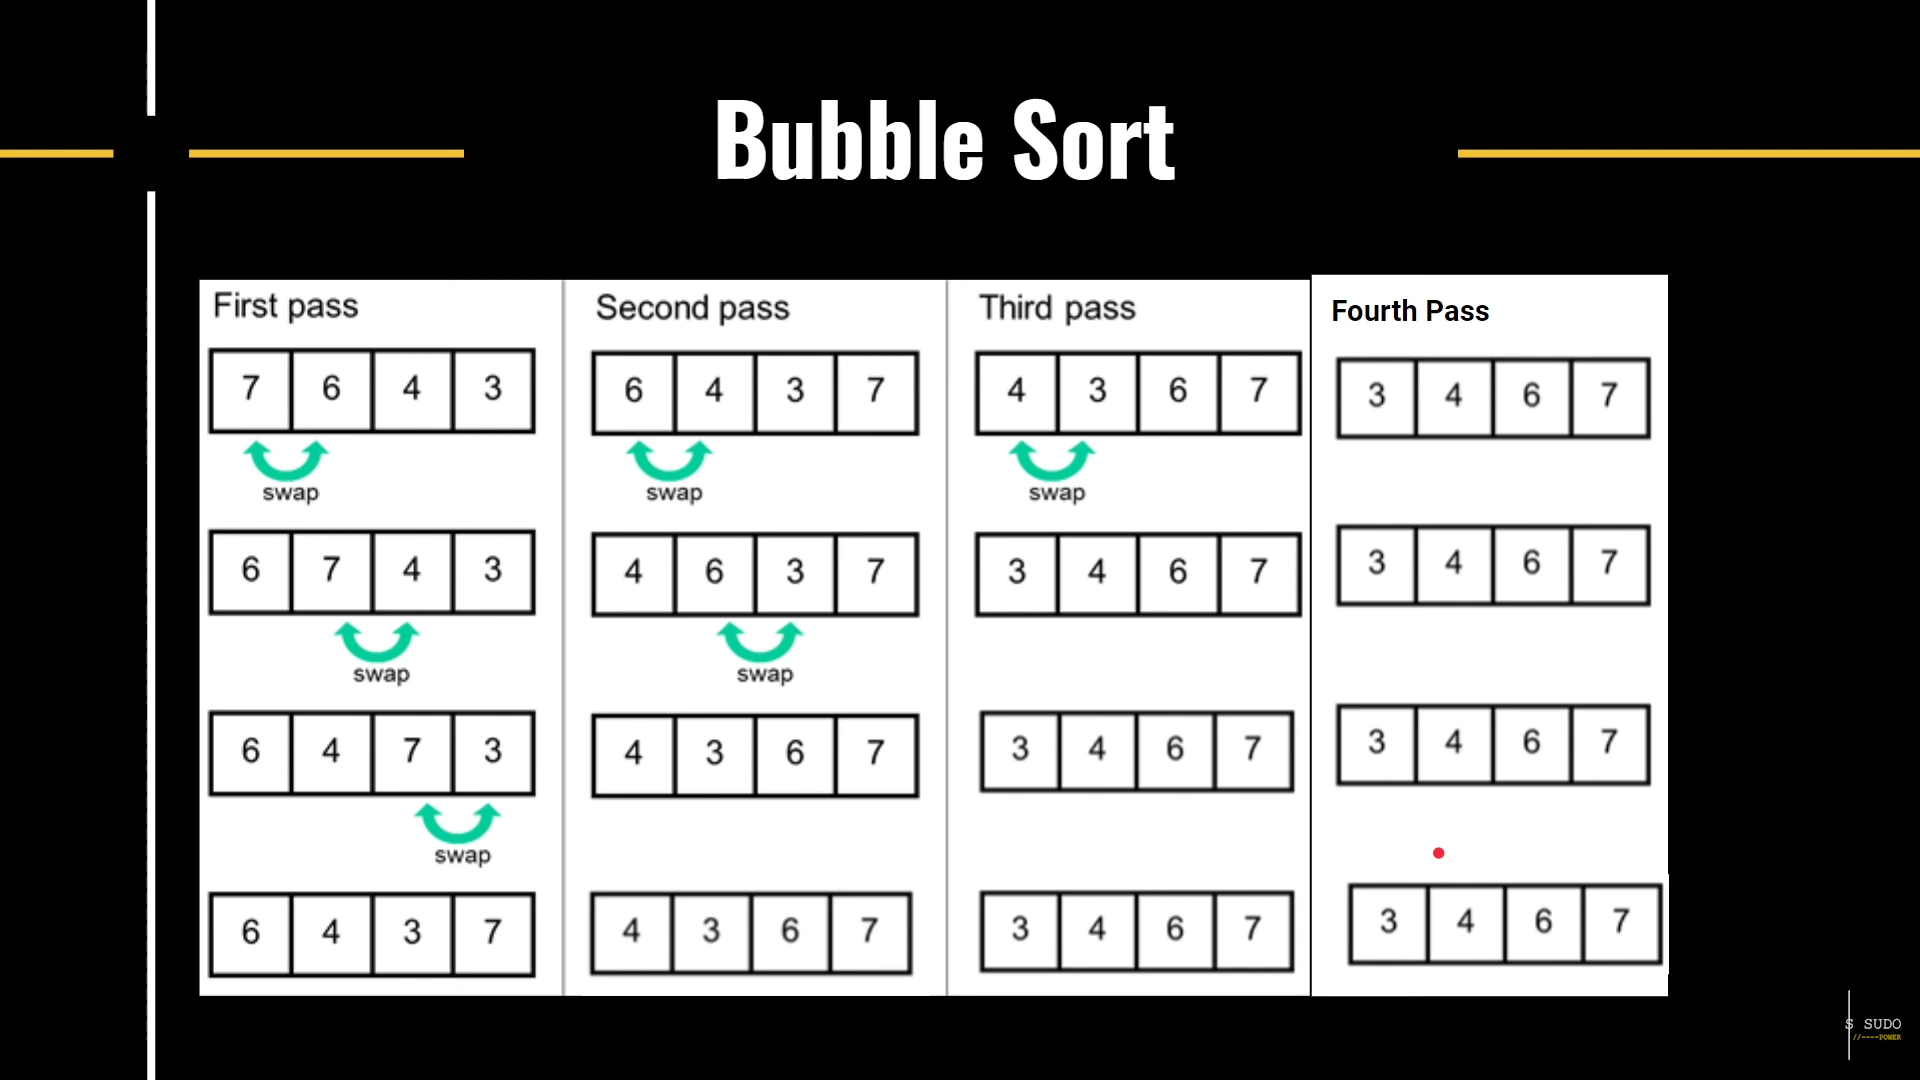 Bubble Sort
First pass
7 6 4 3
swap
6 7 4 3
swap
6 4 7 3
swap
6 4 3 7
Second pass
6 4 3 7
swap
4 6 3 7
swap
4 3 6 7
4 3 6 7
Third pass
4 3 6 7
swap
3 4 6 7
3 4 6 7
3 4 6 7
Fourth Pass
3 4 6 7
3 4 6 7
3 4 6 7
3 4 6 7
S SUDO
//----POWER